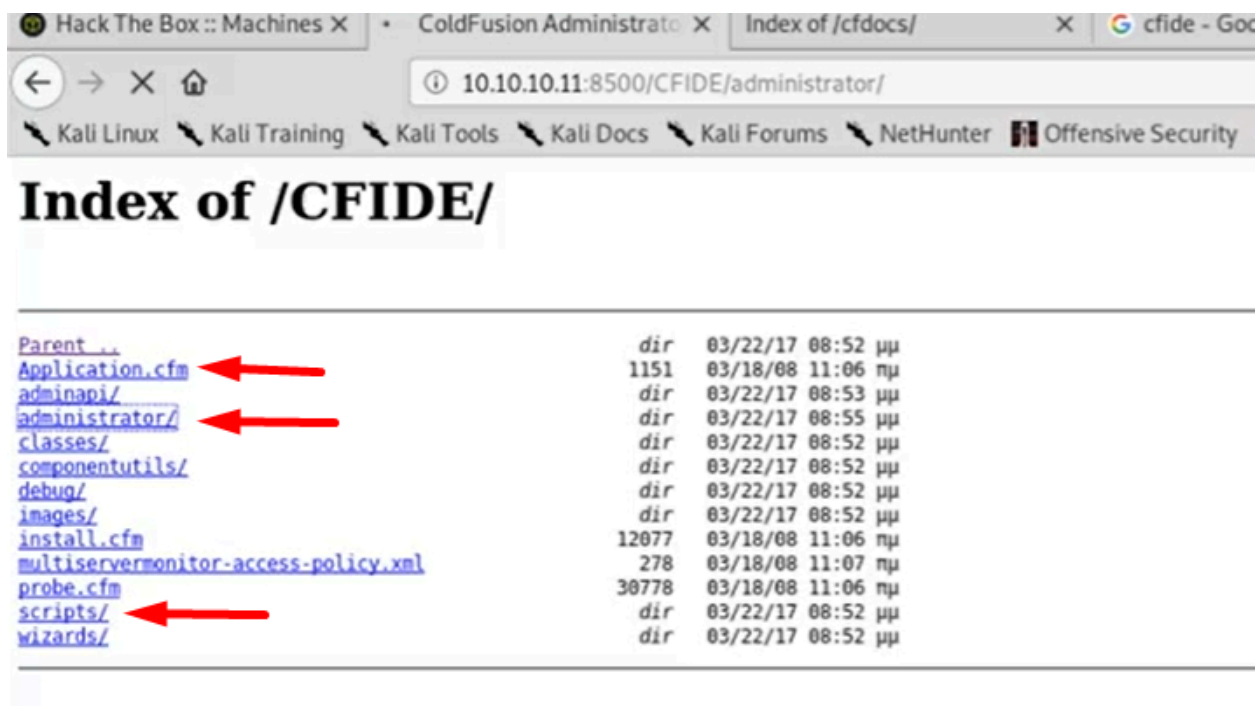 Hack The Box :: Machines × • ColdFusion Administrato × Index of /cfdocs/ × cfide - Goo
10.10.10.11:8500/CFIDE/administrator/
Kali Linux Kali Training Kali Tools Kali Docs Kali Forums NetHunter Offensive Security
Index of /CFIDE/
Parent .. dir 03/22/17 08:52 μμ
Application.cfm 1151 03/18/08 11:06 πμ
adminapi/ dir 03/22/17 08:53 μμ
administrator/ dir 03/22/17 08:55 μμ
classes/ dir 03/22/17 08:52 μμ
componentutils/ dir 03/22/17 08:52 μμ
debug/ dir 03/22/17 08:52 μμ
images/ dir 03/22/17 08:52 μμ
install.cfm 12077 03/18/08 11:06 πμ
multiservermonitor-access-policy.xml 278 03/18/08 11:07 πμ
probe.cfm 30778 03/18/08 11:06 πμ
scripts/ dir 03/22/17 08:52 μμ
wizards/ dir 03/22/17 08:52 μμ